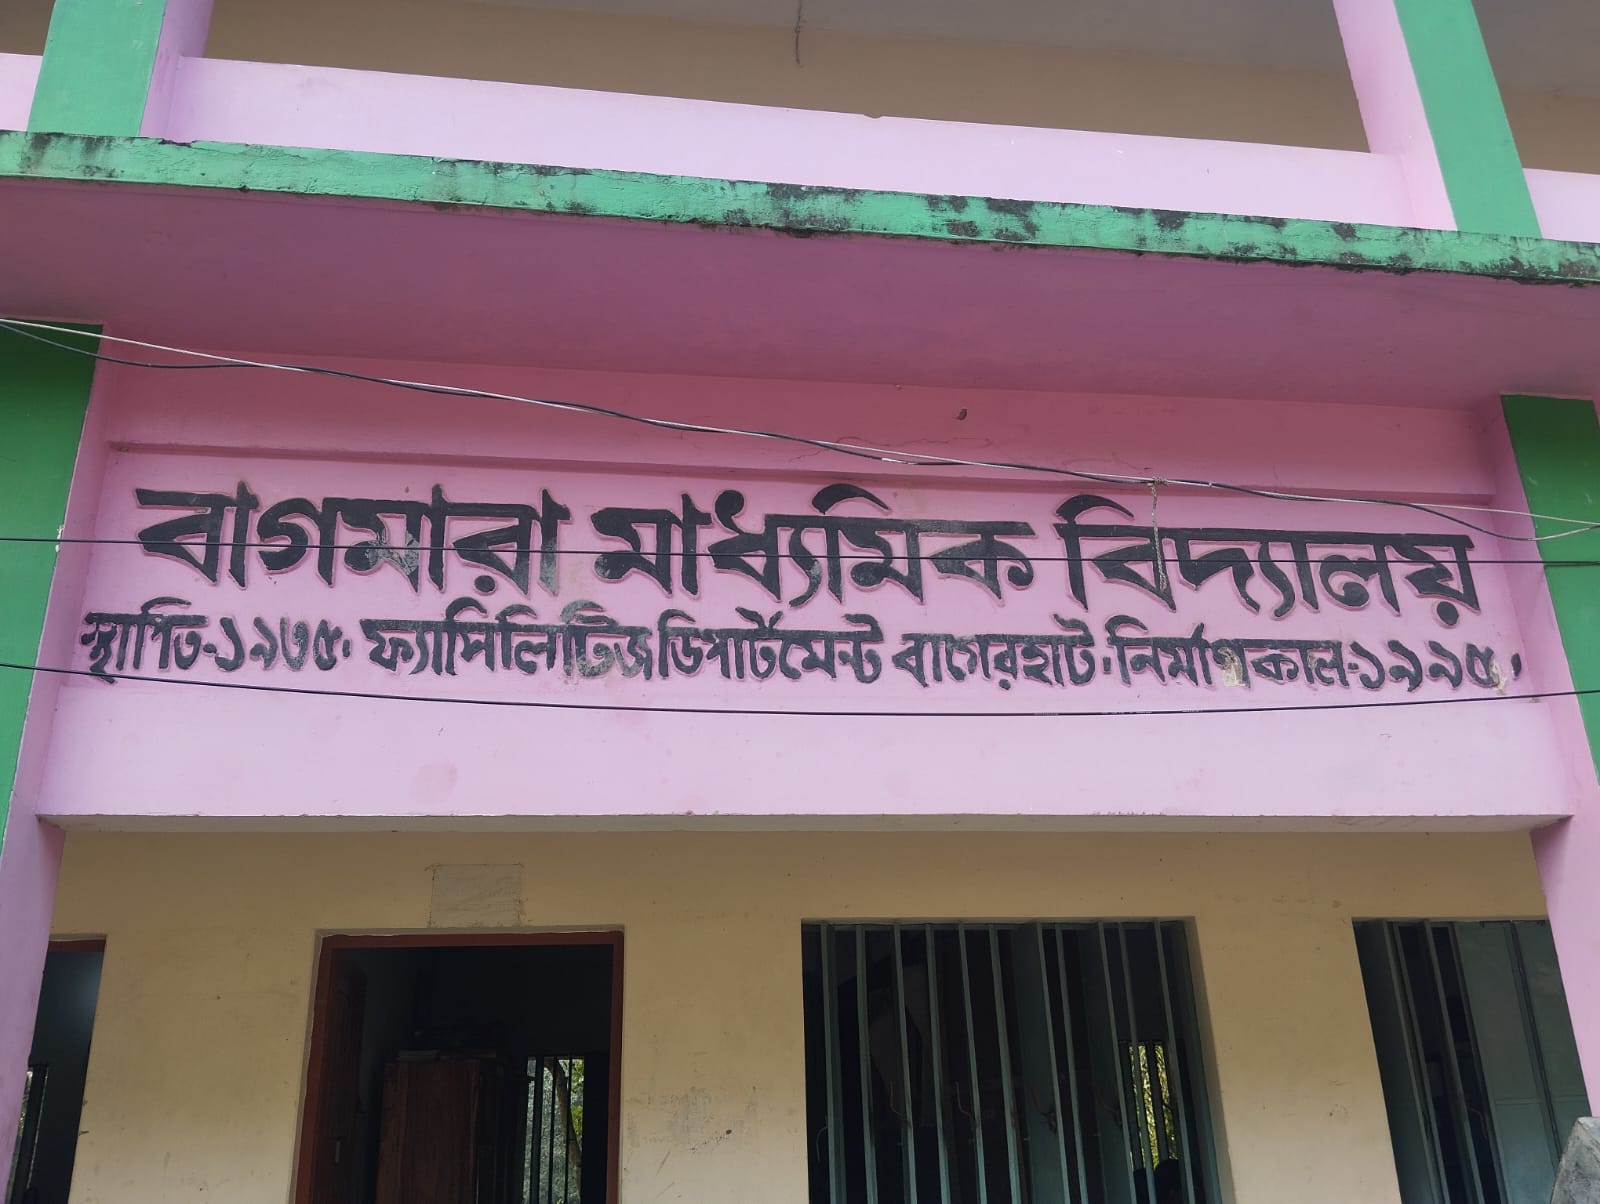 বাগমারা মাধ্যমিক বিদ্যালয়
স্থাপিত-১৯৭৫· ফ্যাসিলিটিজ ডিপার্টমেন্ট বাগেরহাট·নির্মাণকাল-১৯৯৫·